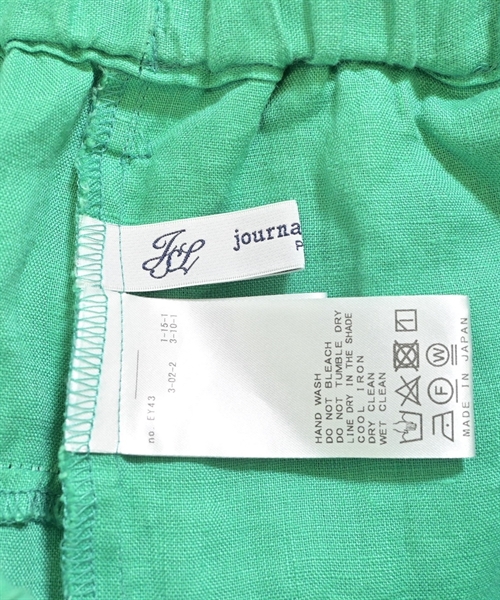 JSL
journa
P
HAND WASH
DO NOT BLEACH
DO NOT TUMBLE DRY
LINE DRY IN THE SHADE
COOL IRON
DRY CLEAN
WET CLEAN
F
W
MADE IN JAPAN
1-15-1
3-10-1
3-02-2
no. EY43